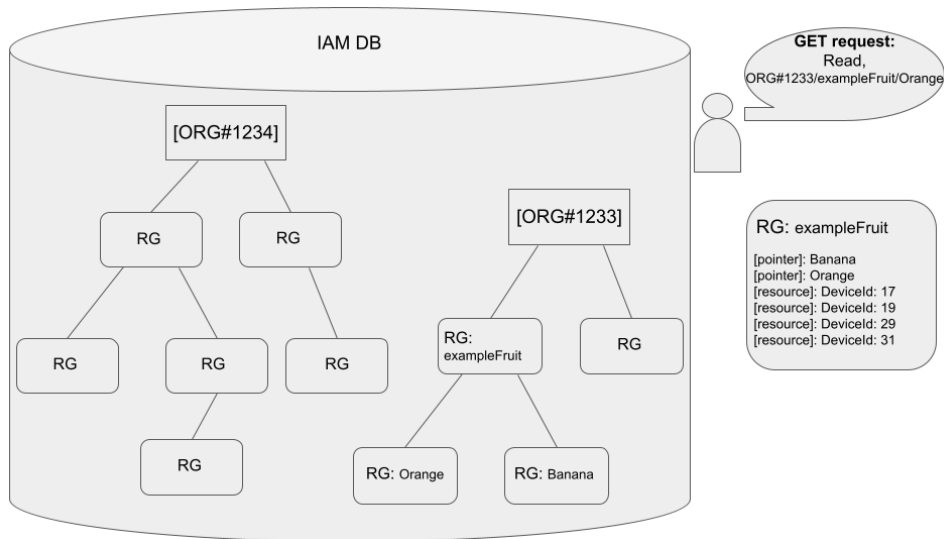 IAM DB
GET request:
Read,
ORG#1233/exampleFruit/Orange
[ORG#1234]
RG
RG
RG
RG
RG
RG
[ORG#1233]
RG:
exampleFruit
RG
RG: Orange
RG: Banana
RG: exampleFruit
[pointer]: Banana
[pointer]: Orange
[resource]: DeviceId: 17
[resource]: DeviceId: 19
[resource]: DeviceId: 29
[resource]: DeviceId: 31